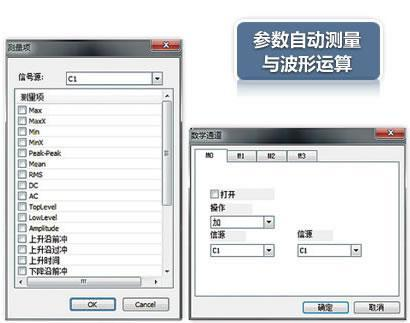 参数自动测量
与波形运算
测量项
信号源:
C1
测量项
Max
MaxX
Min
MinX
Peak-Peak
Mean
RMS
DC
AC
TopLevel
LowLevel
Amplitude
上升沿前冲
上升沿过冲
上升时间
下降沿前冲
OK
Cancel
数学通道
M0 M1 M2 M3
打开
操作
加
信源 信源
C1 C1
确定 取消